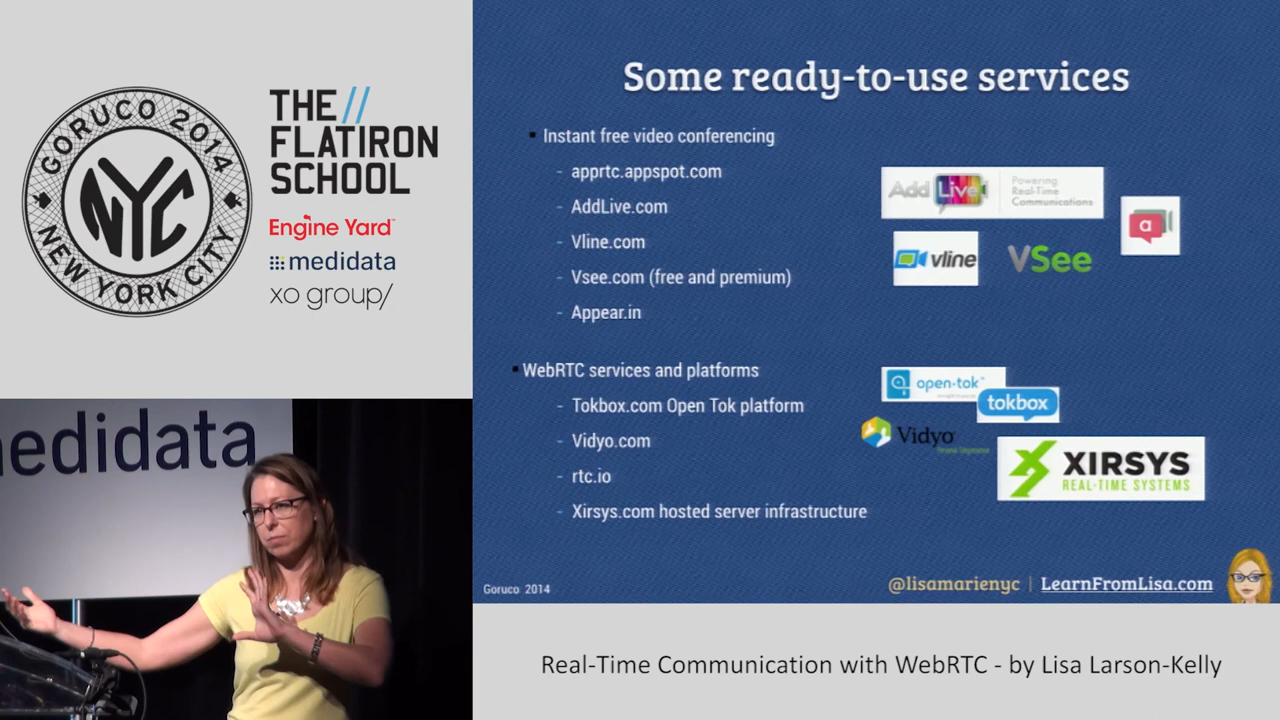 GORUCO 2014
NYC
NEW YORK CITY
THE //
FLATIRON
SCHOOL
Engine Yard
medidata
xo group/
Some ready-to-use services
Instant free video conferencing
- apprtc.appspot.com
- AddLive.com
- Vline.com
- Vsee.com (free and premium)
- Appear.in
AddLive
Powering
Real-Time
Communications
a
vline
VSee
WebRTC services and platforms
- Tokbox.com Open Tok platform
- Vidyo.com
- rtc.io
- Xirsys.com hosted server infrastructure
open-tok
tokbox
Vidyo
XIRSYS
REAL-TIME SYSTEMS
Goruco 2014
@lisamarienyc | LearnFromLisa.com
medidata
Real-Time Communication with WebRTC - by Lisa Larson-Kelly